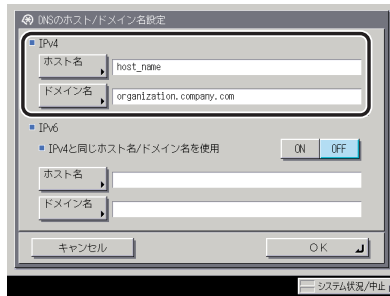 DNSのホスト/ドメイン名設定
IPv4
ホスト名 host_name
ドメイン名 organization.company.com
IPv6
IPv4と同じホスト名/ドメイン名を使用 ON OFF
ホスト名
ドメイン名
キャンセル OK
システム状況/中止